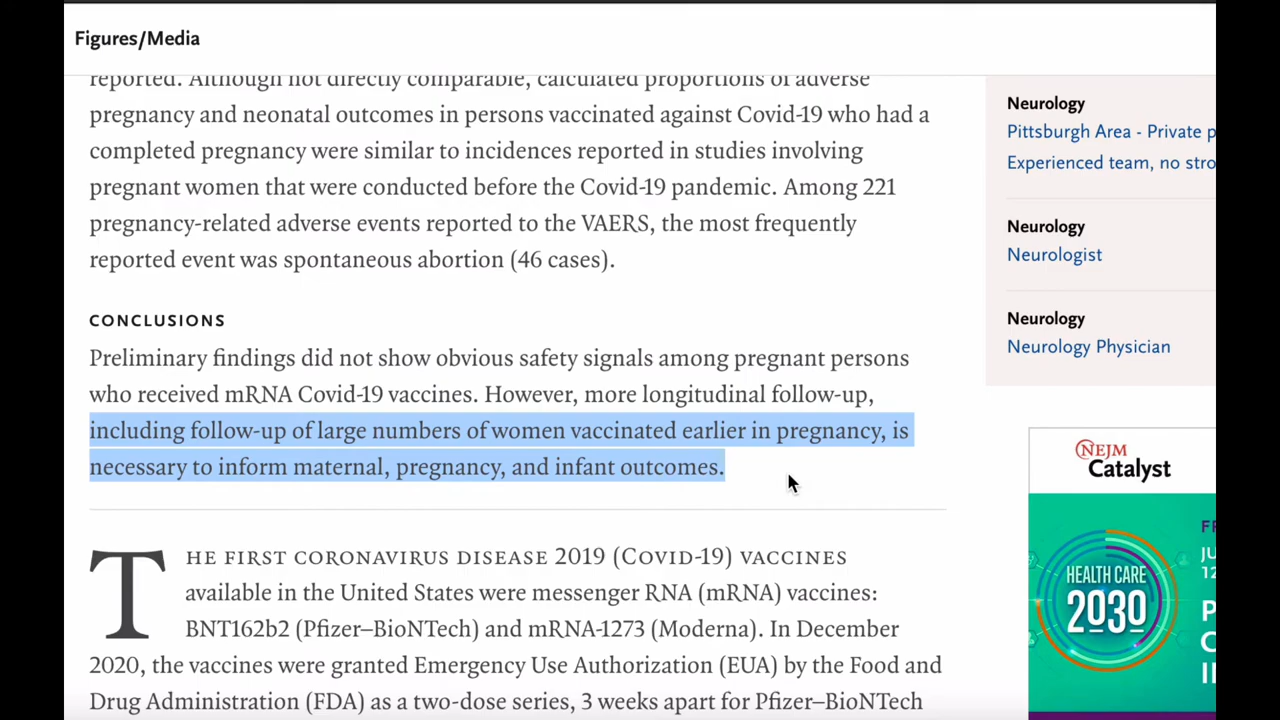 Figures/Media
reported. Although not directly comparable, calculated proportions of adverse
pregnancy and neonatal outcomes in persons vaccinated against Covid-19 who had a
completed pregnancy were similar to incidences reported in studies involving
pregnant women that were conducted before the Covid-19 pandemic. Among 221
pregnancy-related adverse events reported to the VAERS, the most frequently
reported event was spontaneous abortion (46 cases).
CONCLUSIONS
Preliminary findings did not show obvious safety signals among pregnant persons
who received mRNA Covid-19 vaccines. However, more longitudinal follow-up,
including follow-up of large numbers of women vaccinated earlier in pregnancy, is
necessary to inform maternal, pregnancy, and infant outcomes.
THE FIRST CORONAVIRUS DISEASE 2019 (COVID-19) VACCINES
available in the United States were messenger RNA (mRNA) vaccines:
BNT162b2 (Pfizer–BioNTech) and mRNA-1273 (Moderna). In December
2020, the vaccines were granted Emergency Use Authorization (EUA) by the Food and
Drug Administration (FDA) as a two-dose series, 3 weeks apart for Pfizer–BioNTech
Neurology
Pittsburgh Area - Private p
Experienced team, no stro
Neurology
Neurologist
Neurology
Neurology Physician
NEJM
Catalyst
HEALTH CARE
2030
FR
JU
12
P
C